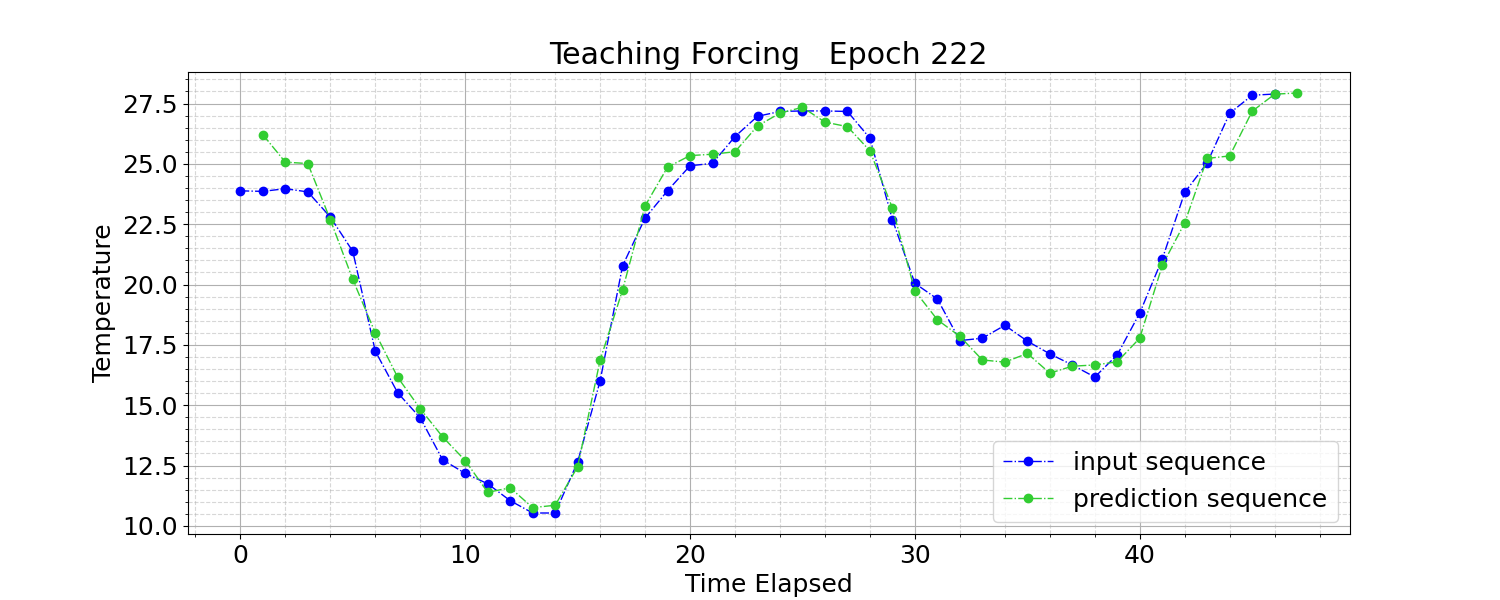 Teaching Forcing   Epoch 222
Temperature
27.5
25.0
22.5
20.0
17.5
15.0
12.5
10.0
input sequence
prediction sequence
0 10 20 30 40
Time Elapsed